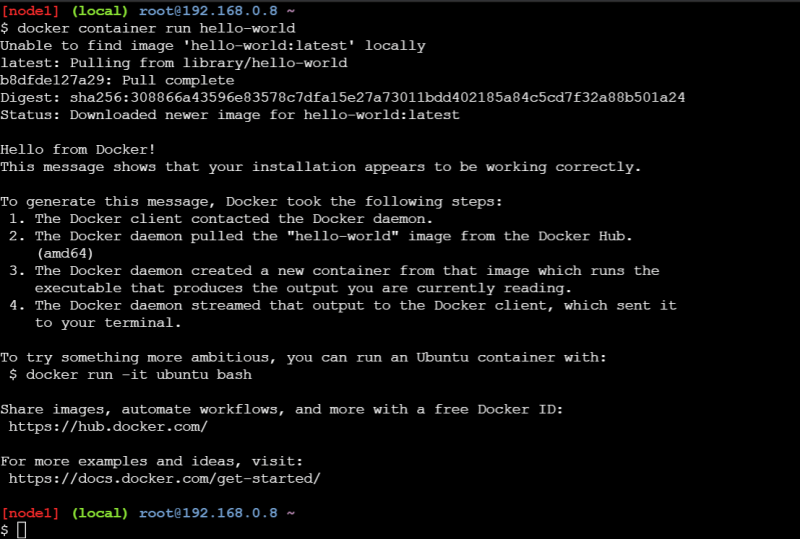 [node1] (local) root@192.168.0.8 ~
$ docker container run hello-world
Unable to find image 'hello-world:latest' locally
latest: Pulling from library/hello-world
b8dfde127a29: Pull complete
Digest: sha256:308866a43596e83578c7dfa15e27a73011bdd402185a84c5cd7f32a88b501a24
Status: Downloaded newer image for hello-world:latest

Hello from Docker!
This message shows that your installation appears to be working correctly.

To generate this message, Docker took the following steps:
 1. The Docker client contacted the Docker daemon.
 2. The Docker daemon pulled the "hello-world" image from the Docker Hub.
    (amd64)
 3. The Docker daemon created a new container from that image which runs the
    executable that produces the output you are currently reading.
 4. The Docker daemon streamed that output to the Docker client, which sent it
    to your terminal.

To try something more ambitious, you can run an Ubuntu container with:
 $ docker run -it ubuntu bash

Share images, automate workflows, and more with a free Docker ID:
 https://hub.docker.com/

For more examples and ideas, visit:
 https://docs.docker.com/get-started/

[node1] (local) root@192.168.0.8 ~
$